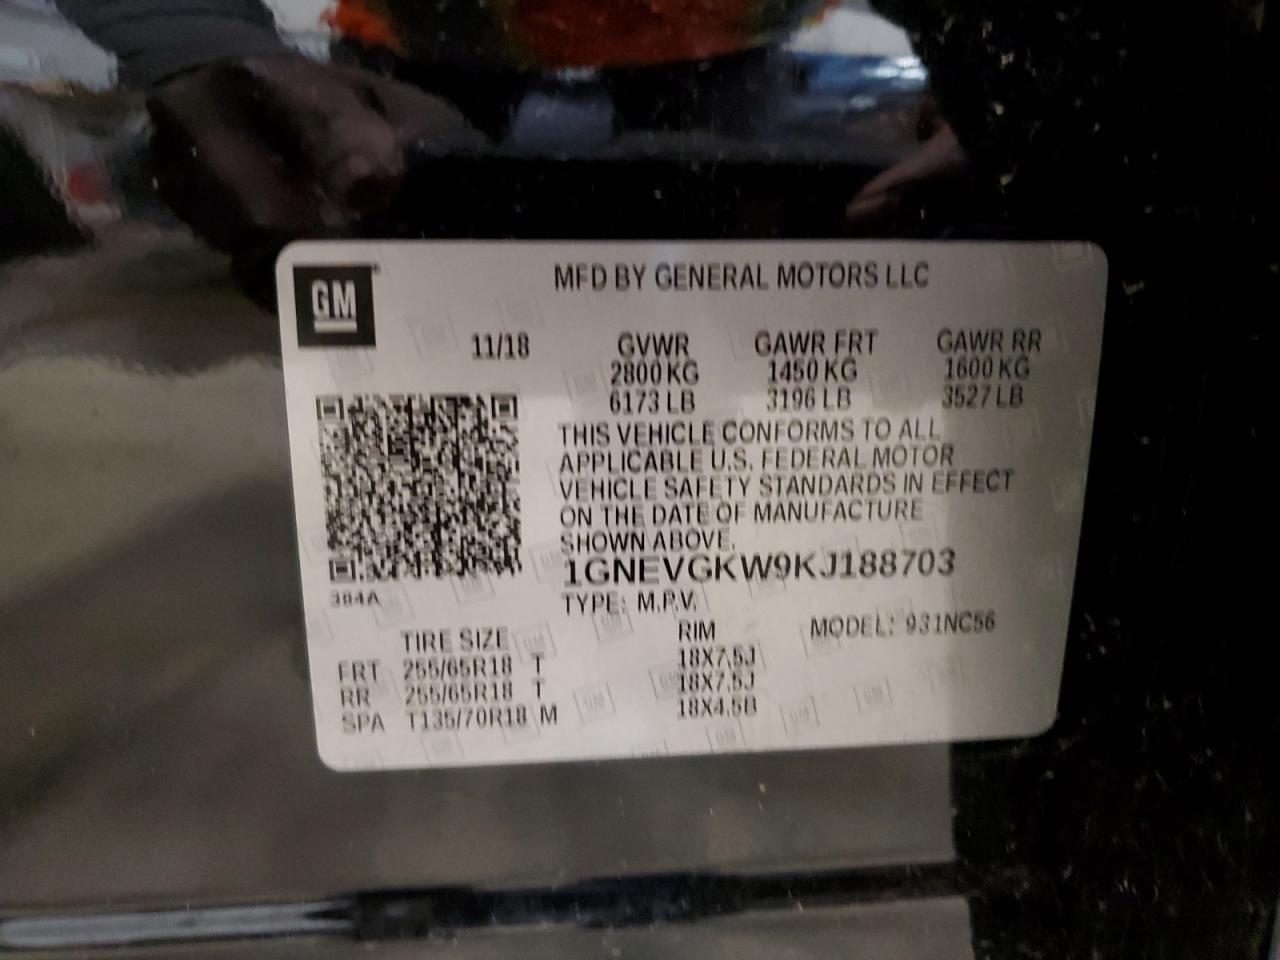 GM
MFD BY GENERAL MOTORS LLC
11/18 GVWR GAWR FRT GAWR RR
2800 KG 1450 KG 1600 KG
6173 LB 3196 LB 3527 LB
THIS VEHICLE CONFORMS TO ALL
APPLICABLE U.S. FEDERAL MOTOR
VEHICLE SAFETY STANDARDS IN EFFECT
ON THE DATE OF MANUFACTURE
SHOWN ABOVE.
1GNEVGKW9KJ188703
384A
TYPE: M.P.V.
TIRE SIZE RIM MODEL: 931NC56
FRT 255/65R18 T 18X7.5J
RR 255/65R18 T 18X7.5J
SPA T135/70R18 M 18X4.5B